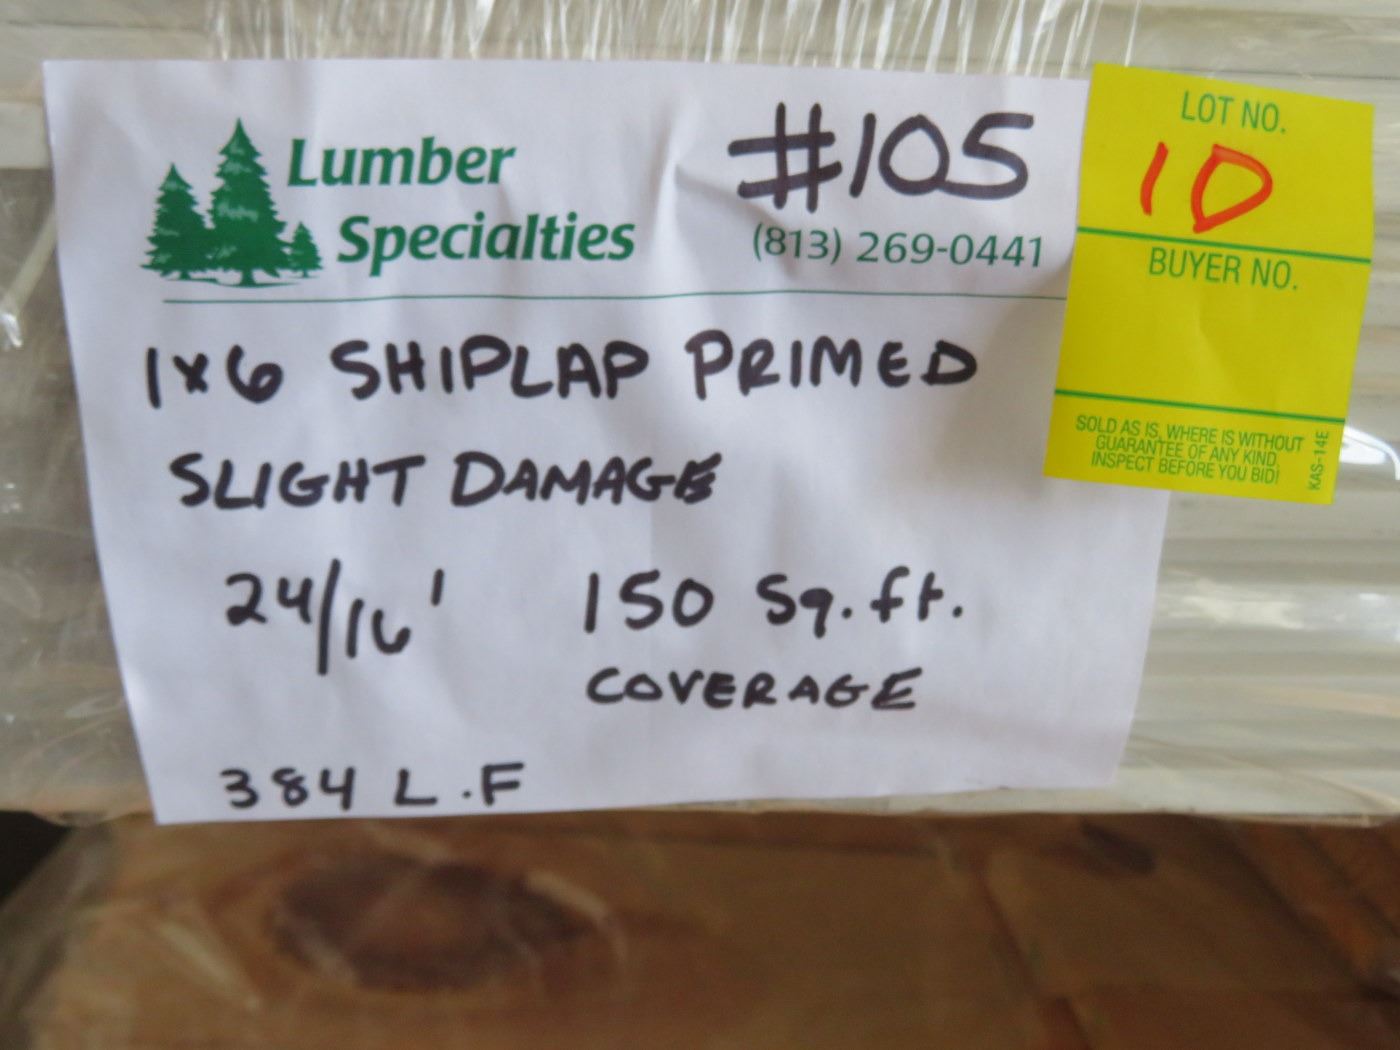 Lumber
Specialties
#105
(813) 269-0441
1x6 SHIPLAP PRIMED
SLIGHT DAMAGE
24/16' 150 Sq.ft.
COVERAGE
384 L.F
LOT NO.
10
BUYER NO.
SOLD AS IS, WHERE IS WITHOUT
GUARANTEE OF ANY KIND
INSPECT BEFORE YOU BID!
KAS-14E